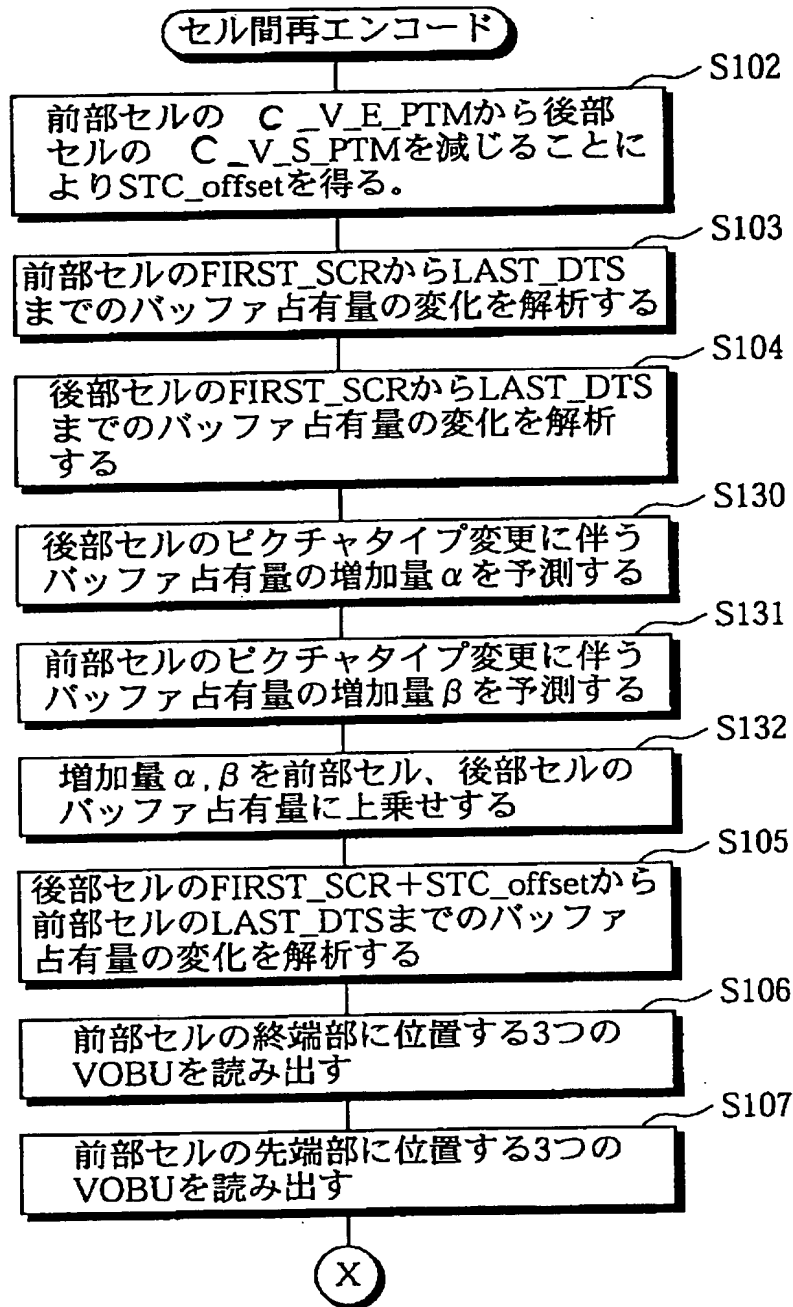 セル間再エンコード
S102
前部セルの C_V_E_PTMから後部
セルの C_V_S_PTMを減じることに
よりSTC_offsetを得る。
S103
前部セルのFIRST_SCRからLAST_DTS
までのバッファ占有量の変化を解析する
S104
後部セルのFIRST_SCRからLAST_DTS
までのバッファ占有量の変化を解析
する
S130
後部セルのピクチャタイプ変更に伴う
バッファ占有量の増加量αを予測する
S131
前部セルのピクチャタイプ変更に伴う
バッファ占有量の増加量βを予測する
S132
増加量α,βを前部セル、後部セルの
バッファ占有量に上乗せする
S105
後部セルのFIRST_SCR+STC_offsetから
前部セルのLAST_DTSまでのバッファ
占有量の変化を解析する
S106
前部セルの終端部に位置する3つの
VOBUを読み出す
S107
前部セルの先端部に位置する3つの
VOBUを読み出す
X